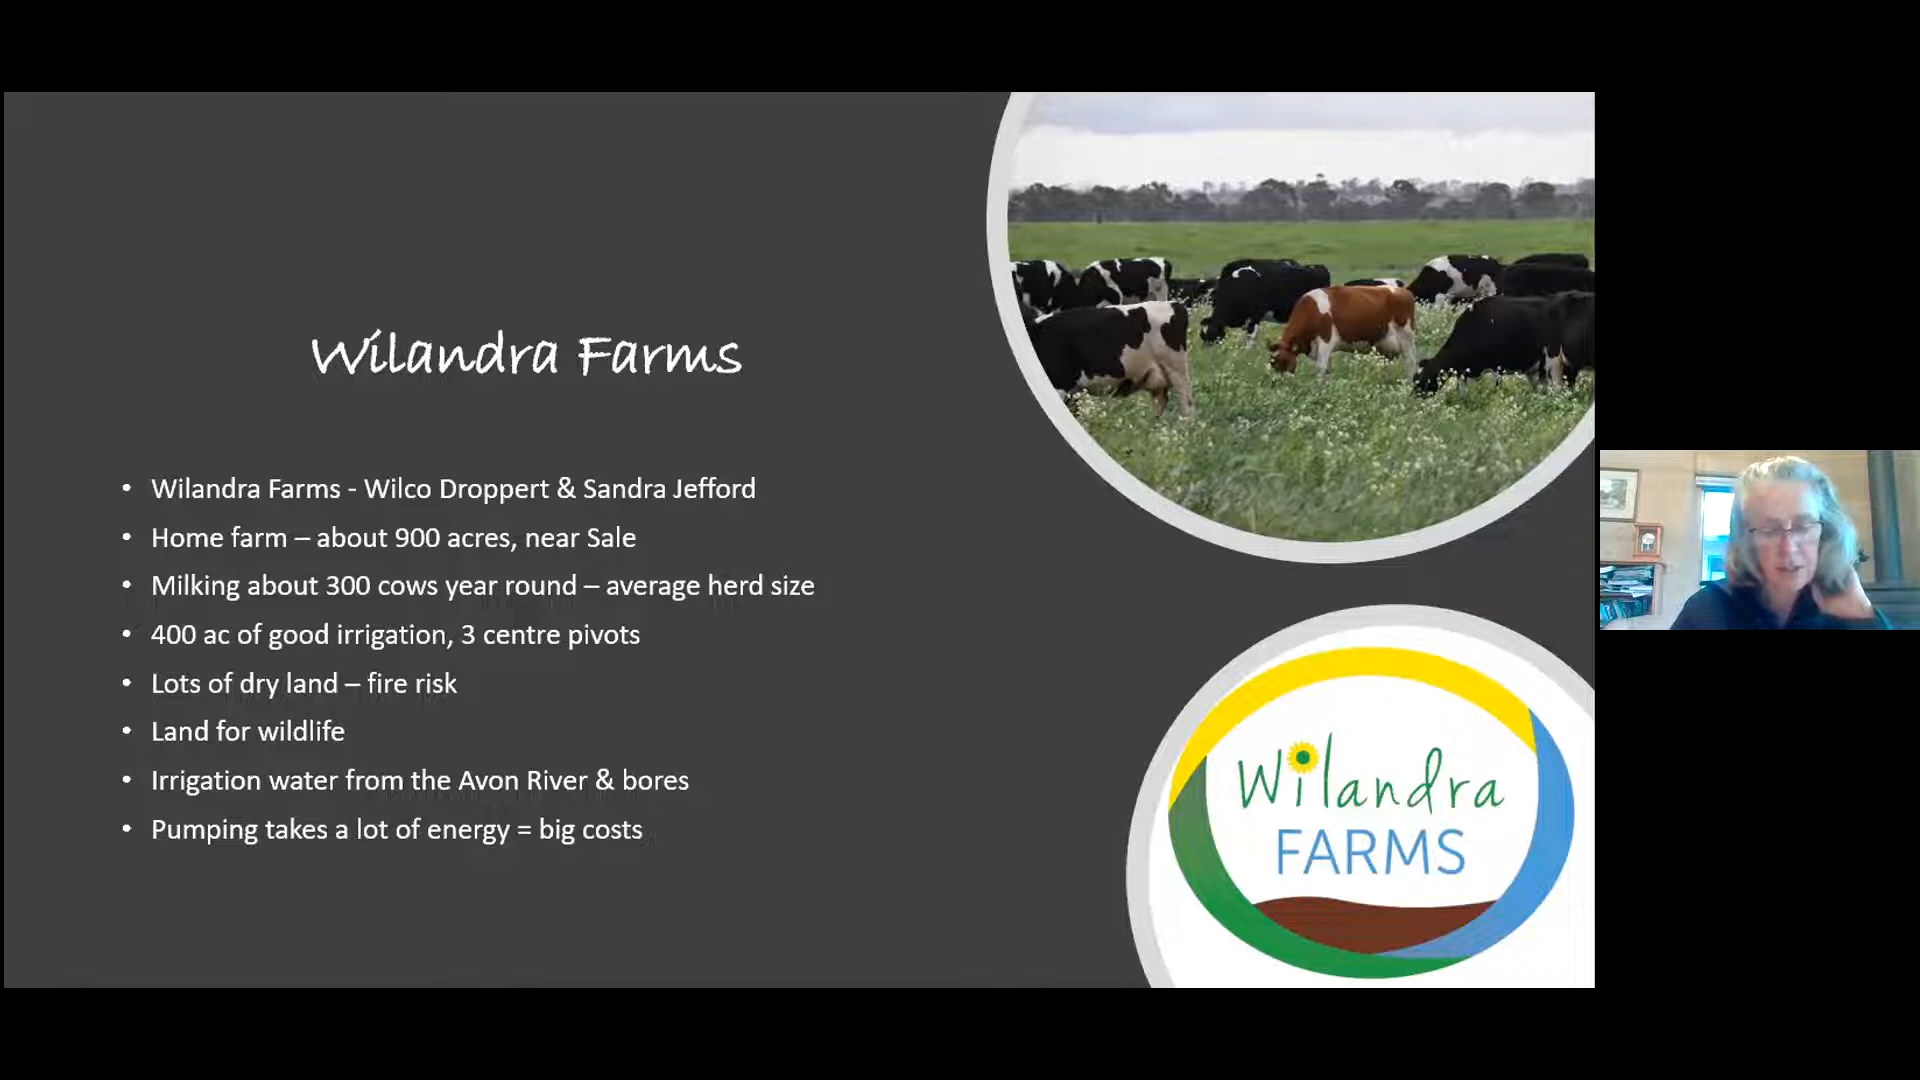 Wilandra Farms
• Wilandra Farms - Wilco Droppert & Sandra Jefford
• Home farm – about 900 acres, near Sale
• Milking about 300 cows year round – average herd size
• 400 ac of good irrigation, 3 centre pivots
• Lots of dry land – fire risk
• Land for wildlife
• Irrigation water from the Avon River & bores
• Pumping takes a lot of energy = big costs
Wilandra
FARMS